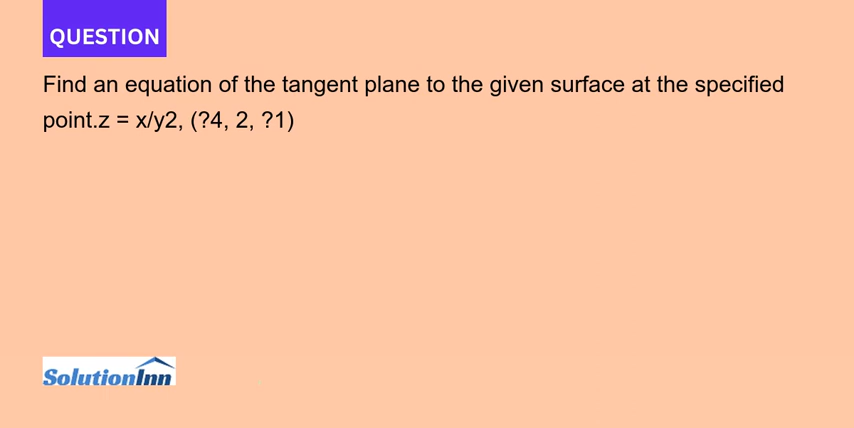 QUESTION
Find an equation of the tangent plane to the given surface at the specified
point.z = x/y2, (?4, 2, ?1)
SolutionInn